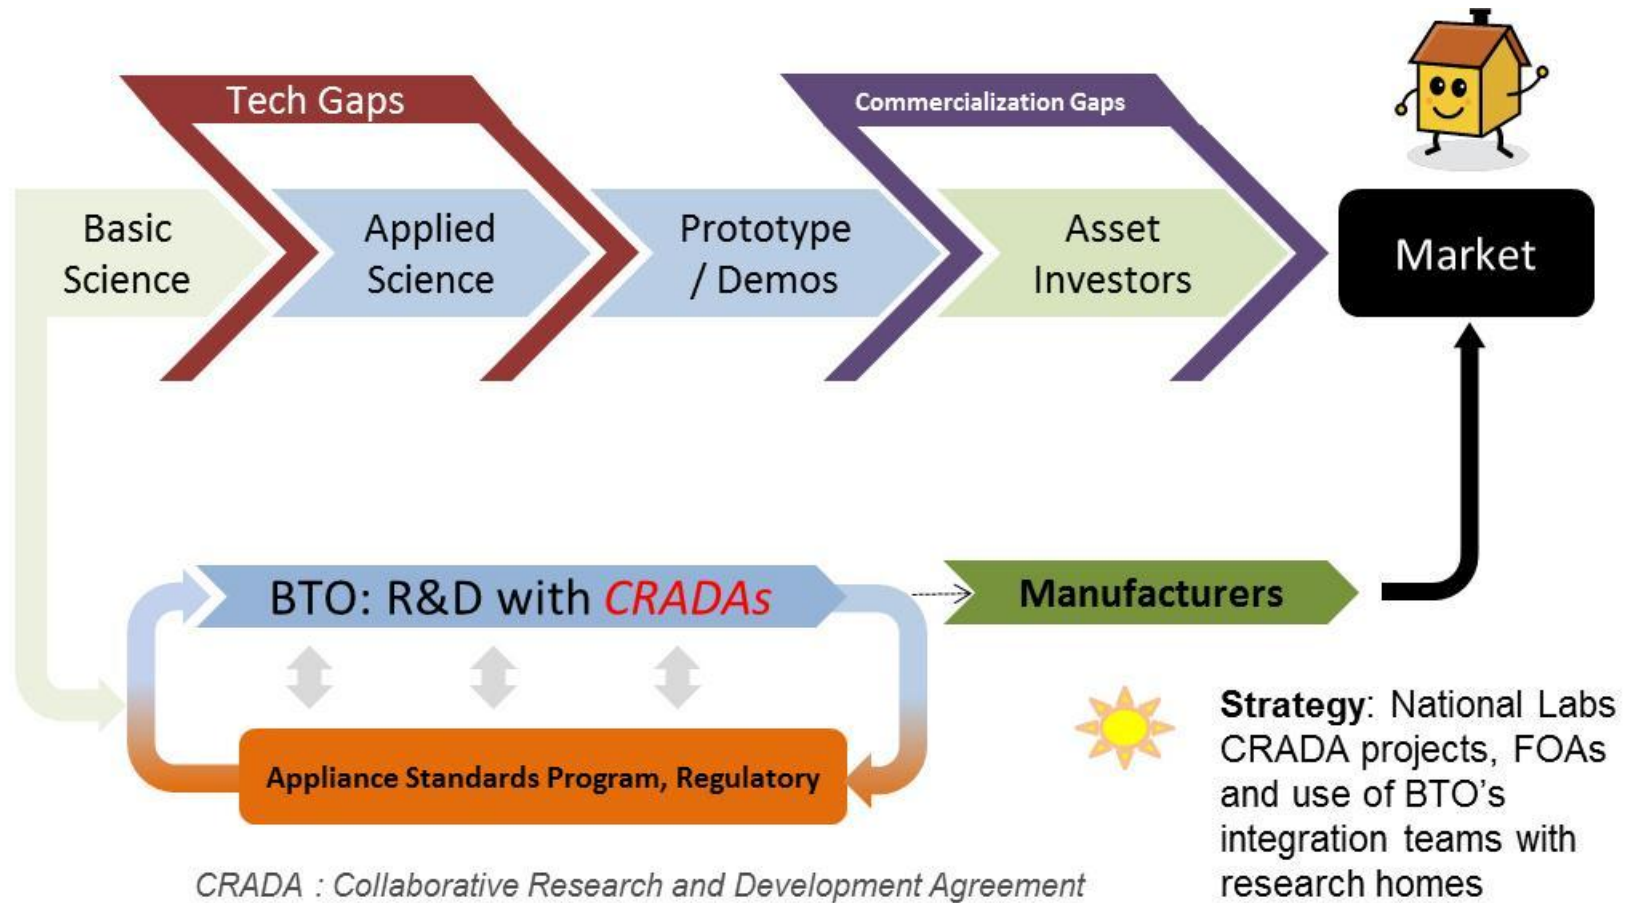 Tech Gaps
Commercialization Gaps
Basic
Science
Applied
Science
Prototype
/ Demos
Asset
Investors
Market
BTO: R&D with CRADAs
Manufacturers
Appliance Standards Program, Regulatory
Strategy: National Labs
CRADA projects, FOAs
and use of BTO's
integration teams with
research homes
CRADA : Collaborative Research and Development Agreement